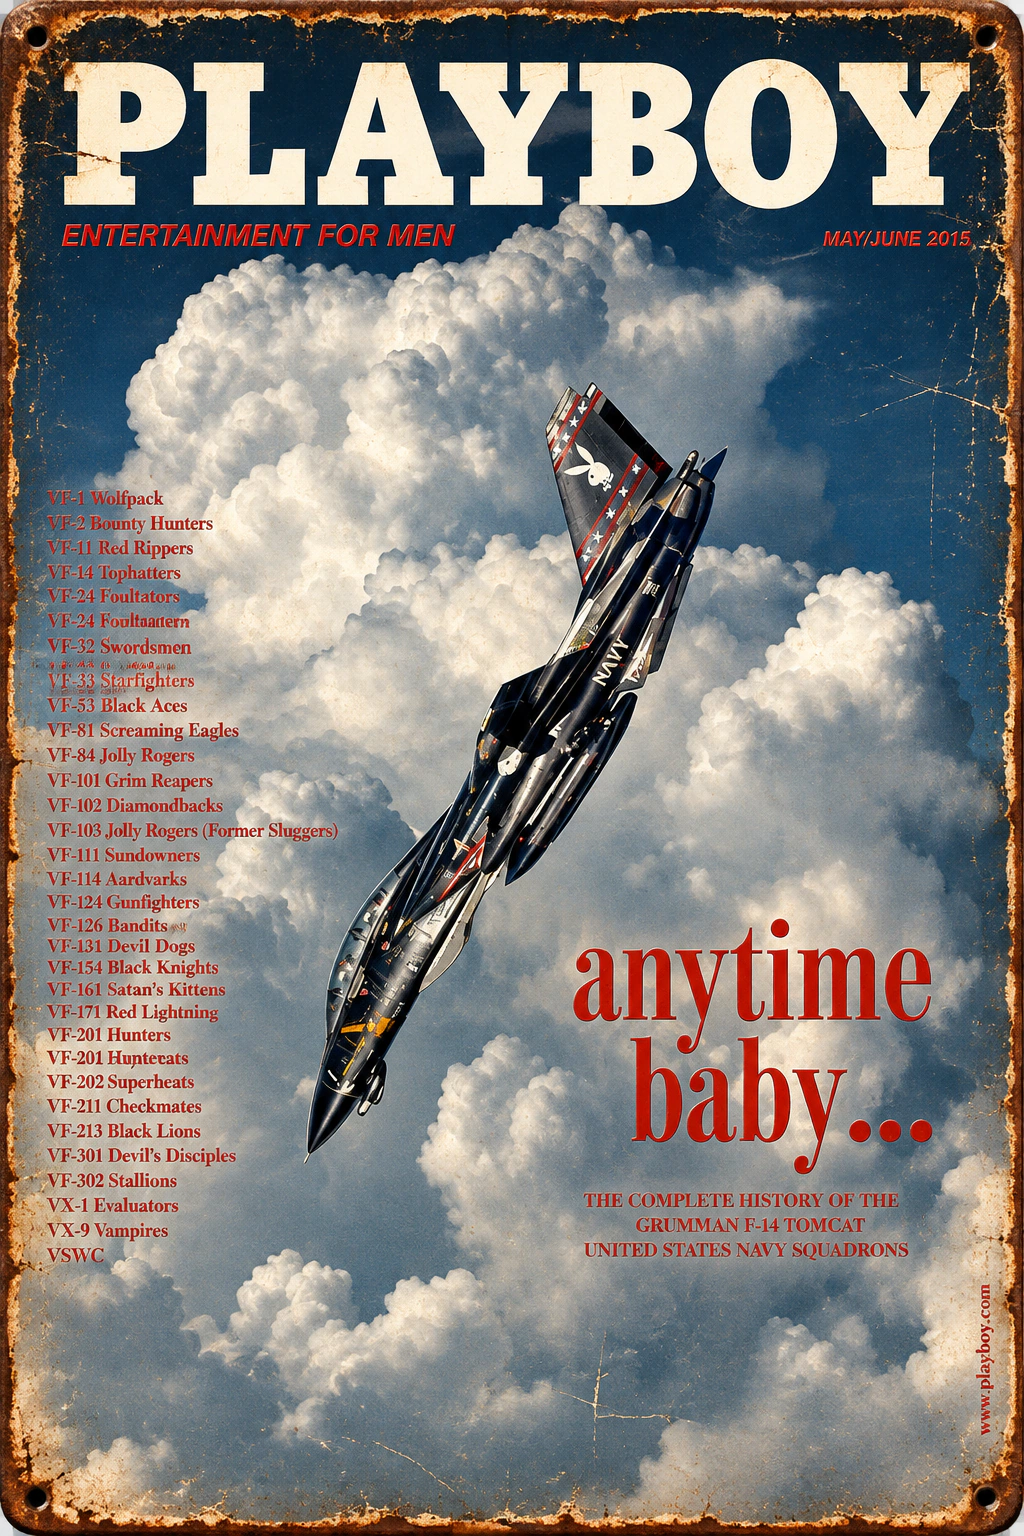 PLAYBOY
ENTERTAINMENT FOR MEN
MAY/JUNE 2015
VF-1 Wolfpack
VF-2 Bounty Hunters
VF-11 Red Rippers
VF-14 Tophatters
VF-24 Foultators
VF-24
VF-32 Swordsmen
VF-33 Starfighters
VF-53 Black Aces
VF-81 Screaming Eagles
VF-84 Jolly Rogers
VF-101 Grim Reapers
VF-102 Diamondbacks
VF-103 Jolly Rogers (Former Sluggers)
VF-111 Sundowners
VF-114 Aardvarks
VF-124 Gunfighters
VF-126 Bandits
VF-131 Devil Dogs
VF-154 Black Knights
VF-161 Satan's Kittens
VF-171 Red Lightning
VF-201 Hunters
VF-201
VF-202 Superheats
VF-211 Checkmates
VF-213 Black Lions
VF-301 Devil's Disciples
VF-302 Stallions
VX-1 Evaluators
VX-9 Vampires
VSWC
NAVY
anytime
baby...
THE COMPLETE HISTORY OF THE
GRUMMAN F-14 TOMCAT
UNITED STATES NAVY SQUADRONS
www.playboy.com